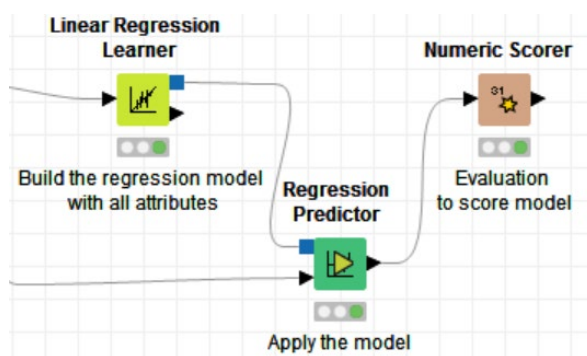 Linear Regression
Learner
Build the regression model
with all attributes
Regression
Predictor
Apply the model
Numeric Scorer
31
Evaluation
to score model